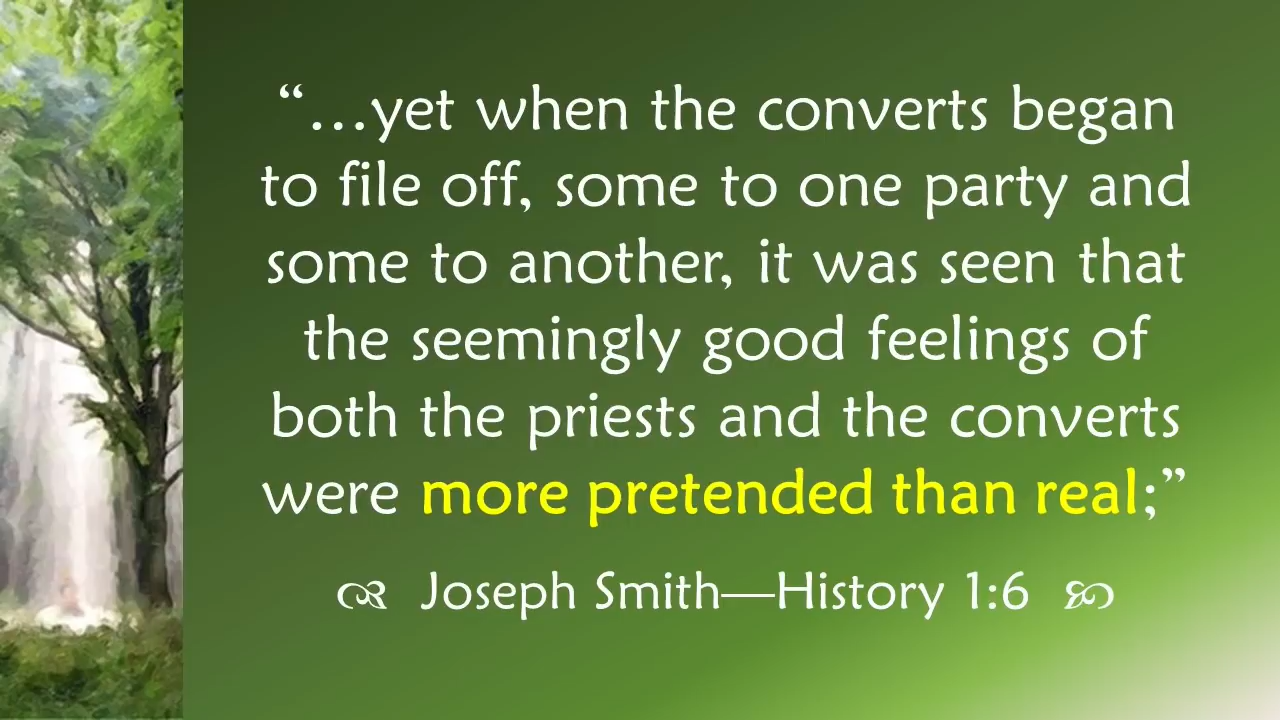 “…yet when the converts began
to file off, some to one party and
some to another, it was seen that
the seemingly good feelings of
both the priests and the converts
were more pretended than real;”
Joseph Smith—History 1:6